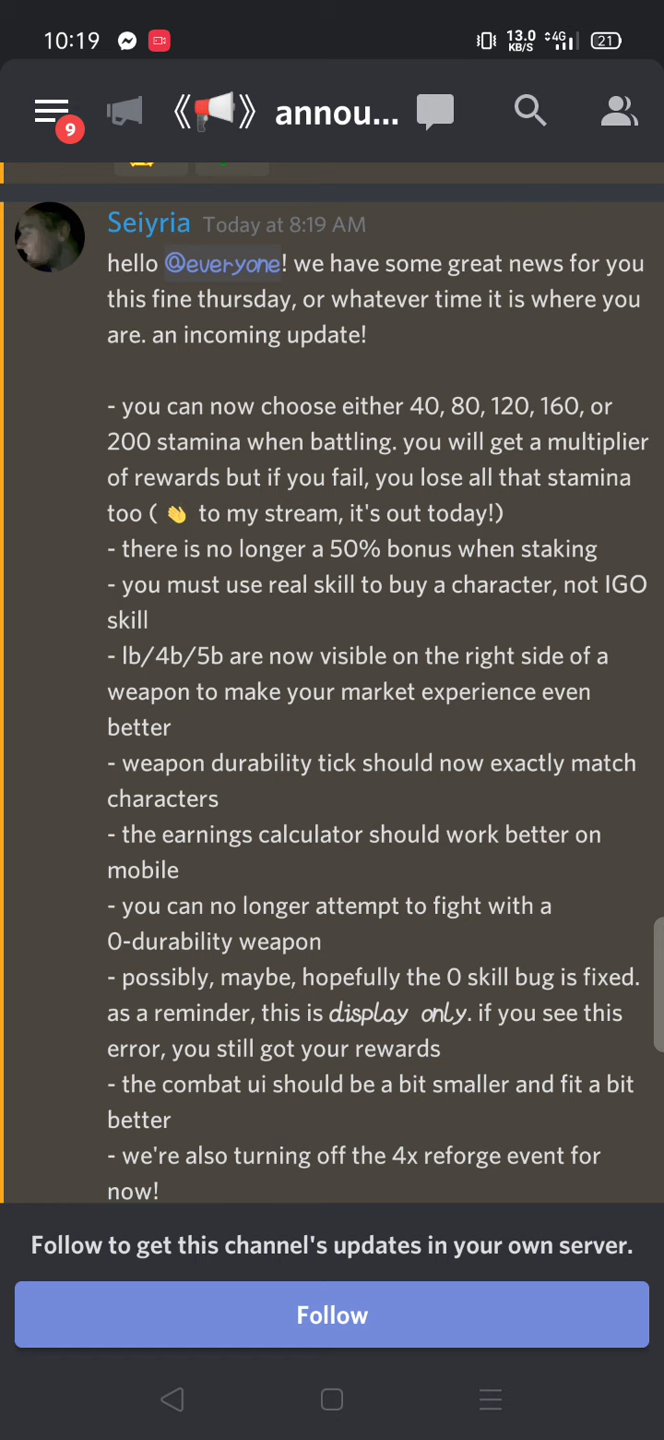 10:19 13.0 KB/S 4G 21
9 《 》 annou...
Seiyria Today at 8:19 AM
hello @everyone! we have some great news for you
this fine thursday, or whatever time it is where you
are. an incoming update!
- you can now choose either 40, 80, 120, 160, or
200 stamina when battling. you will get a multiplier
of rewards but if you fail, you lose all that stamina
too ( 👏 to my stream, it's out today!)
- there is no longer a 50% bonus when staking
- you must use real skill to buy a character, not IGO
skill
- lb/4b/5b are now visible on the right side of a
weapon to make your market experience even
better
- weapon durability tick should now exactly match
characters
- the earnings calculator should work better on
mobile
- you can no longer attempt to fight with a
0-durability weapon
- possibly, maybe, hopefully the 0 skill bug is fixed.
as a reminder, this is display only. if you see this
error, you still got your rewards
- the combat ui should be a bit smaller and fit a bit
better
- we're also turning off the 4x reforge event for
now!
Follow to get this channel's updates in your own server.
Follow